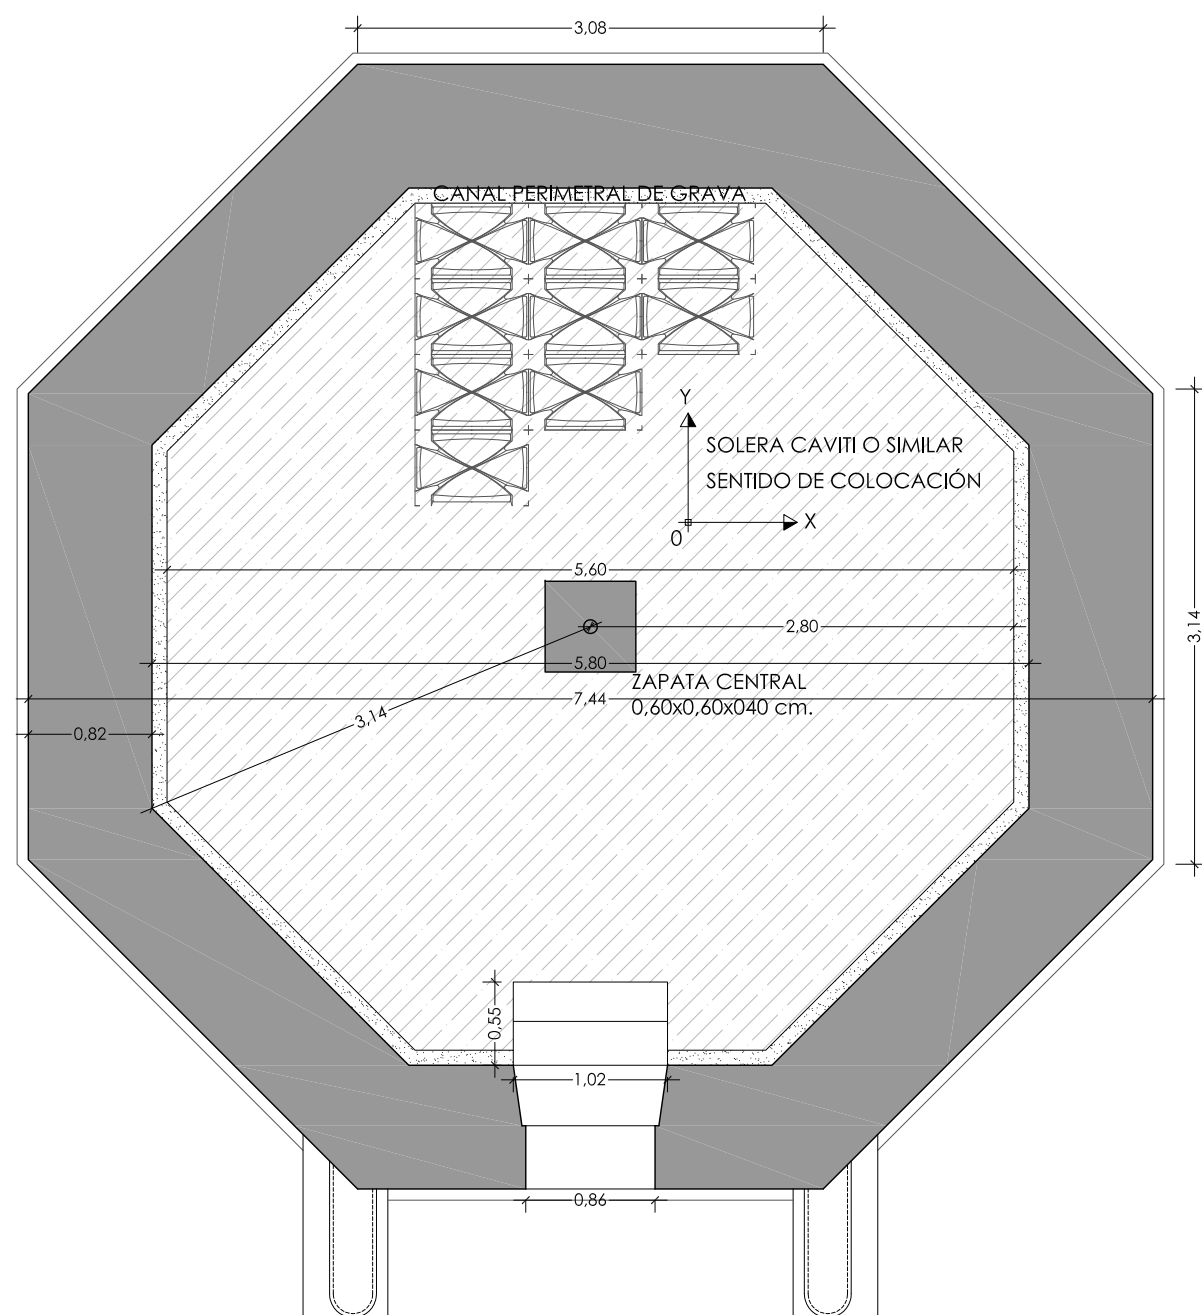 3,08
CANAL PERIMETRAL DE GRAVA
Y
SOLERA CAVITI O SIMILAR
SENTIDO DE COLOCACIÓN
X
0
5,60
3,14
2,80
5,80
ZAPATA CENTRAL
7,44
0,60x0,60x040 cm.
3,14
0,82
0,55
1,02
0,86